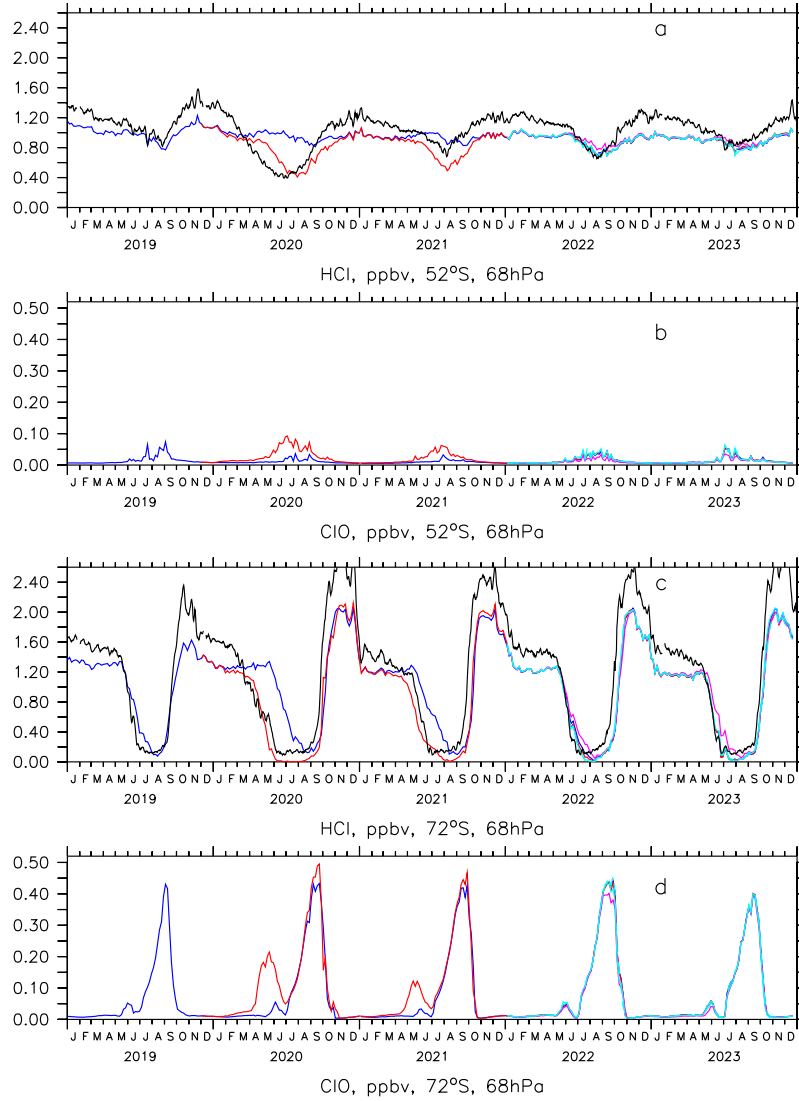 a
2.40
2.00
1.60
1.20
0.80
0.40
0.00
J F M A M J J A S O N D J F M A M J J A S O N D J F M A M J J A S O N D J F M A M J J A S O N D J F M A M J J A S O N D
2019 2020 2021 2022 2023
HCl, ppbv, 52°S, 68hPa
b
0.50
0.40
0.30
0.20
0.10
0.00
J F M A M J J A S O N D J F M A M J J A S O N D J F M A M J J A S O N D J F M A M J J A S O N D J F M A M J J A S O N D
2019 2020 2021 2022 2023
ClO, ppbv, 52°S, 68hPa
c
2.40
2.00
1.60
1.20
0.80
0.40
0.00
J F M A M J J A S O N D J F M A M J J A S O N D J F M A M J J A S O N D J F M A M J J A S O N D J F M A M J J A S O N D
2019 2020 2021 2022 2023
HCl, ppbv, 72°S, 68hPa
d
0.50
0.40
0.30
0.20
0.10
0.00
J F M A M J J A S O N D J F M A M J J A S O N D J F M A M J J A S O N D J F M A M J J A S O N D J F M A M J J A S O N D
2019 2020 2021 2022 2023
ClO, ppbv, 72°S, 68hPa